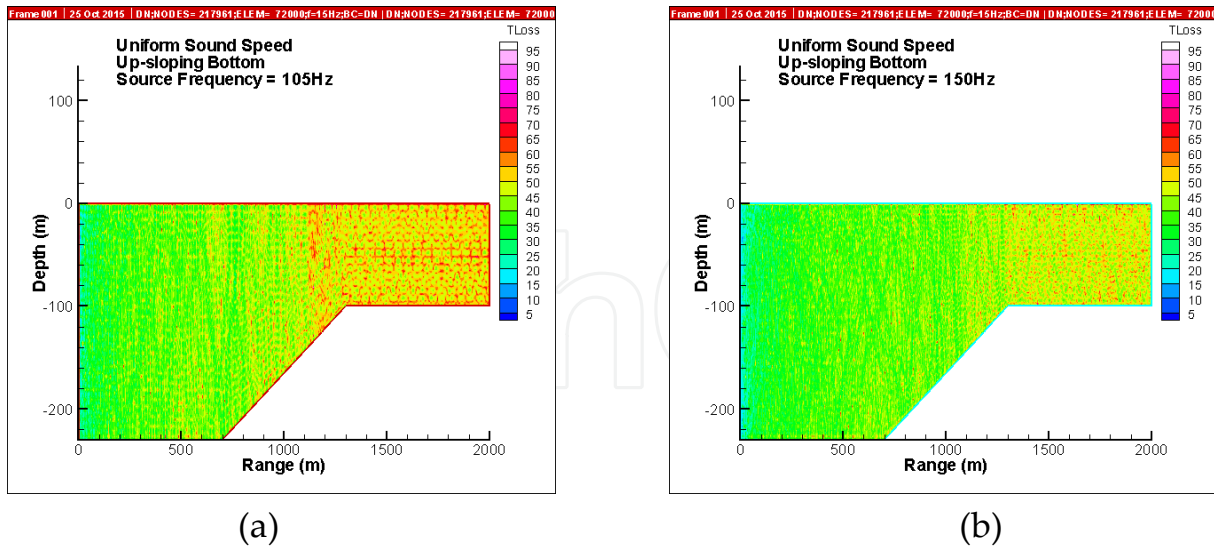 Frame 001 | 25 Oct 2015 | DN;NODES= 217961;ELEM= 72000;f=15Hz;BC=DN | DN;NODES= 217961;ELEM= 72000
TLoss
Uniform Sound Speed
Up-sloping Bottom
Source Frequency = 105Hz
95
90
85
80
75
70
65
60
55
50
45
40
35
30
25
20
15
10
5
100
0
-100
-200
Depth (m)
0 500 1000 1500 2000
Range (m)
(a)
Frame 001 | 25 Oct 2015 | DN;NODES= 217961;ELEM= 72000;f=15Hz;BC=DN | DN;NODES= 217961;ELEM= 72000
TLoss
Uniform Sound Speed
Up-sloping Bottom
Source Frequency = 150Hz
95
90
85
80
75
70
65
60
55
50
45
40
35
30
25
20
15
10
5
100
0
-100
-200
Depth (m)
0 500 1000 1500 2000
Range (m)
(b)